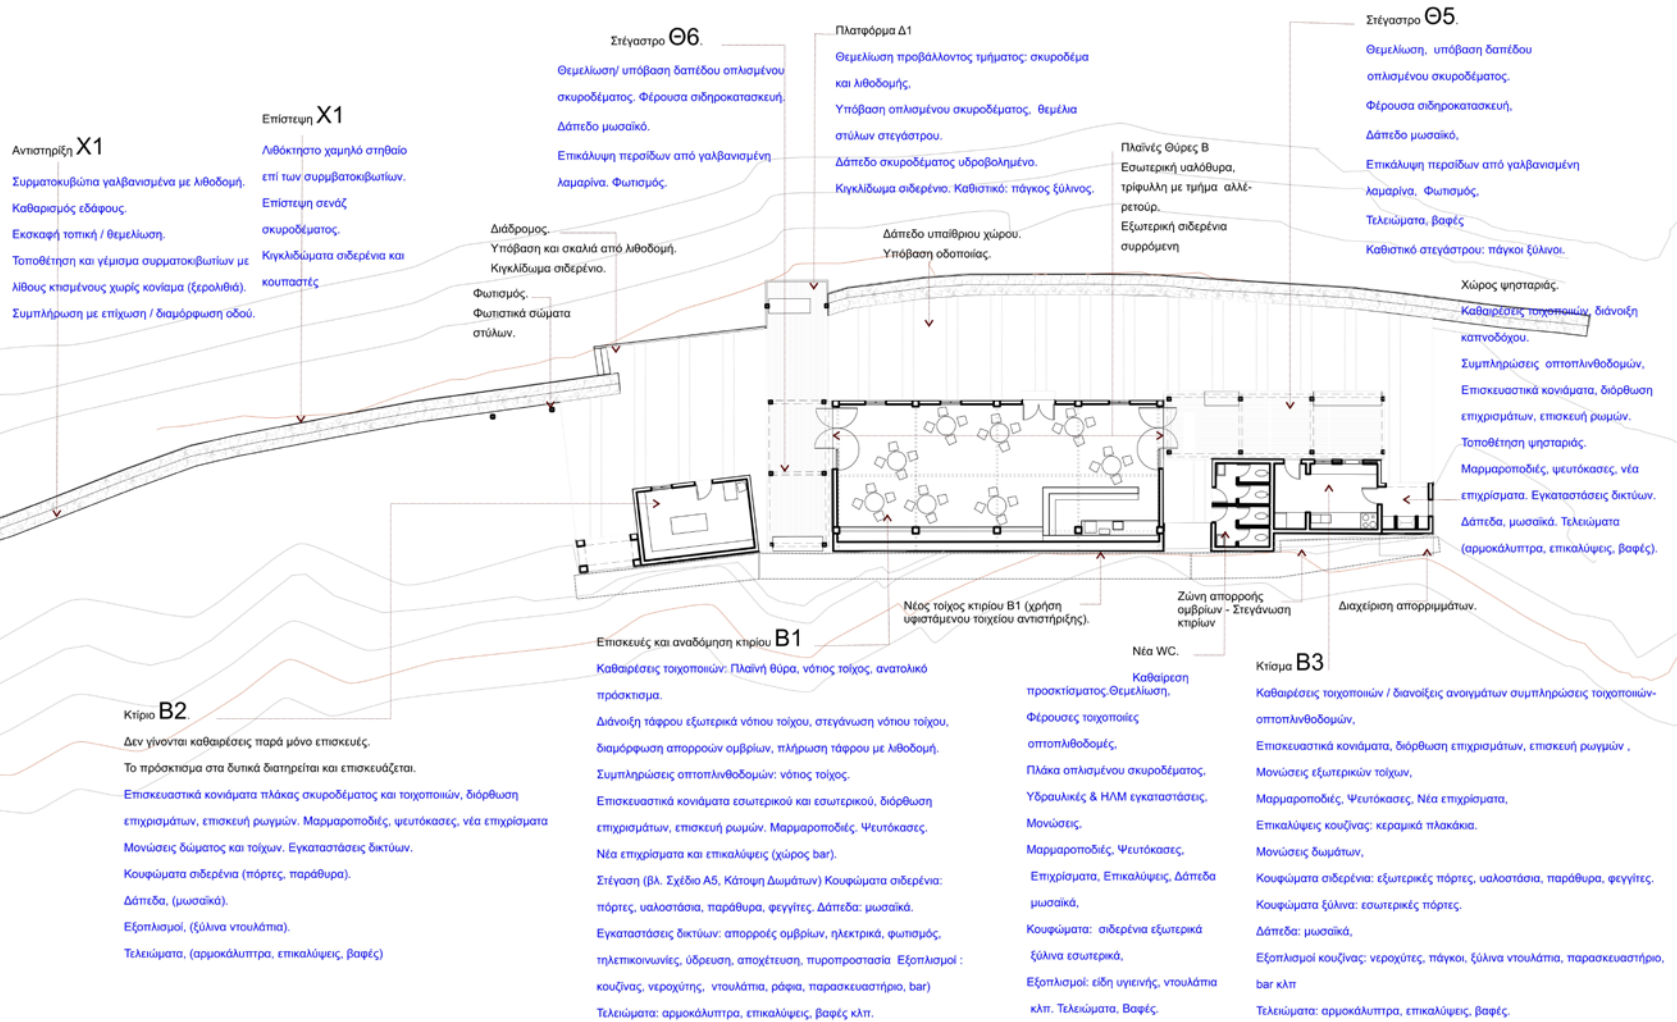 Αντιστηρίξη X1
Συρματοκυβώτια γαλβανισμένα με λιθοδομή.
Καθαρισμός εδάφους.
Εκσκαφή τοπική / θεμελίωση.
Τοποθέτηση και γέμισμα συρματοκιβωτίων με
λίθους κτισμένους χωρίς κονίαμα (ξερολιθιά).
Συμπλήρωση με επίχωση / διαμόρφωση οδού.
Επίστεψη X1
Λιθόκτηστο χαμηλό στηθαίο
επί των συρμβατοκιβωτίων.
Επίστεψη σενάζ
σκυροδέματος.
Κιγκλιδώματα σιδερένια και
κουπαστές
Στέγαστρο Θ6.
Θεμελίωση/ υπόβαση δαπέδου οπλισμένου
σκυροδέματος. Φέρουσα σιδηροκατασκευή.
Δάπεδο μωσαϊκό.
Επικάλυψη περσίδων από γαλβανισμένη
λαμαρίνα. Φωτισμός.
Διάδρομος.
Υπόβαση και σκαλιά από λιθοδομή.
Κιγκλίδωμα σιδερένιο.
Φωτισμός.
Φωτιστικά σώματα
στύλων.
Πλατφόρμα Δ1
Θεμελίωση προβάλλοντος τμήματος: σκυροδέμα
και λιθοδομής,
Υπόβαση οπλισμένου σκυροδέματος, θεμέλια
στύλων στεγάστρου.
Δάπεδο σκυροδέματος υδροβολημένο.
Κιγκλίδωμα σιδερένιο. Καθιστικό: πάγκος ξύλινος.
Δάπεδο υπαίθριου χώρου.
Υπόβαση οδοποιίας.
Πλαϊνές Θύρες Β
Εσωτερική υαλόθυρα,
τρίφυλλη με τμήμα αλλέ-
ρετούρ.
Εξωτερική σιδερένια
συρρόμενη
Στέγαστρο Θ5.
Θεμελίωση, υπόβαση δαπέδου
οπλισμένου σκυροδέματος.
Φέρουσα σιδηροκατασκευή,
Δάπεδο μωσαϊκό,
Επικάλυψη περσίδων από γαλβανισμένη
λαμαρίνα, Φωτισμός,
Τελειώματα, βαφές
Καθιστικό στεγάστρου: πάγκοι ξύλινοι.
Χώρος ψησταριάς.
Καθαιρέσεις τοιχοποιιών, διάνοιξη
καπνοδόχου.
Συμπληρώσεις οπτοπλινθοδομών,
Επισκευαστικά κονιάματα, διόρθωση
επιχρισμάτων, επισκευή ρωμών.
Τοποθέτηση ψησταριάς.
Μαρμαροποδιές, ψευτόκασες, νέα
επιχρίσματα. Εγκαταστάσεις δικτύων.
Δάπεδα, μωσαϊκά. Τελειώματα
(αρμοκάλυπτρα, επικαλύψεις, βαφές).
Νέος τοίχος κτιρίου Β1 (χρήση
υφιστάμενου τοιχείου αντιστήριξης).
Ζώνη απορροής
ομβρίων - Στεγάνωση
κτιρίων
Διαχείριση απορριμμάτων.
Κτίριο B2.
Δεν γίνονται καθαιρέσεις παρά μόνο επισκευές.
Το πρόσκτισμα στα δυτικά διατηρείται και επισκευάζεται.
Επισκευαστικά κονιάματα πλάκας σκυροδέματος και τοιχοποιιών, διόρθωση
επιχρισμάτων, επισκευή ρωγμών. Μαρμαροποδιές, ψευτόκασες, νέα επιχρίσματα
Μονώσεις δώματος και τοίχων. Εγκαταστάσεις δικτύων.
Κουφώματα σιδερένια (πόρτες, παράθυρα).
Δάπεδα, (μωσαϊκά).
Εξοπλισμοί, (ξύλινα ντουλάπια).
Τελειώματα, (αρμοκάλυπτρα, επικαλύψεις, βαφές)
Επισκευές και αναδόμηση κτιρίου B1
Καθαιρέσεις τοιχοποιιών: Πλαϊνή θύρα, νότιος τοίχος, ανατολικό
πρόσκτισμα.
Διάνοιξη τάφρου εξωτερικά νότιου τοίχου, στεγάνωση νότιου τοίχου,
διαμόρφωση απορροών ομβρίων, πλήρωση τάφρου με λιθοδομή.
Συμπληρώσεις οπτοπλινθοδομών: νότιος τοίχος.
Επισκευαστικά κονιάματα εσωτερικού και εσωτερικού, διόρθωση
επιχρισμάτων, επισκευή ρωμών. Μαρμαροποδιές. Ψευτόκασες.
Νέα επιχρίσματα και επικαλύψεις (χώρος bar).
Στέγαση (βλ. Σχέδιο Α5, Κάτοψη Δωμάτων) Κουφώματα σιδερένια:
πόρτες, υαλοστάσια, παράθυρα, φεγγίτες. Δάπεδα: μωσαϊκά.
Εγκαταστάσεις δικτύων: απορροές ομβρίων, ηλεκτρικά, φωτισμός,
τηλεπικοινωνίες, ύδρευση, αποχέτευση, πυροπροστασία Εξοπλισμοί :
κουζίνας, νεροχύτης, ντουλάπια, ράφια, παρασκευαστήριο, bar)
Τελειώματα: αρμοκάλυπτρα, επικαλύψεις, βαφές κλπ.
Νέα WC.
Καθαίρεση
προσκτίσματος.Θεμελίωση,
Φέρουσες τοιχοποιίες
οπτοπλιθοδομές,
Πλάκα οπλισμένου σκυροδέματος,
Υδραυλικές & ΗΛΜ εγκαταστάσεις,
Μονώσεις,
Μαρμαροποδιές, Ψευτόκασες,
Επιχρίσματα, Επικαλύψεις, Δάπεδα
μωσαϊκά,
Κουφώματα: σιδερένια εξωτερικά
ξύλινα εσωτερικά,
Εξοπλισμοί: είδη υγιεινής, ντουλάπια
κλπ. Τελειώματα, Βαφές.
Κτίσμα B3
Καθαιρέσεις τοιχοποιιών / διανοίξεις ανοιγμάτων συμπληρώσεις τοιχοποιιών-
οπτοπλινθοδομών,
Επισκευαστικά κονιάματα, διόρθωση επιχρισμάτων, επισκευή ρωγμών ,
Μονώσεις εξωτερικών τοίχων,
Μαρμαροποδιές, Ψευτόκασες, Νέα επιχρίσματα,
Επικαλύψεις κουζίνας: κεραμικά πλακάκια.
Μονώσεις δωμάτων,
Κουφώματα σιδερένια: εξωτερικές πόρτες, υαλοστάσια, παράθυρα, φεγγίτες.
Κουφώματα ξύλινα: εσωτερικές πόρτες.
Δάπεδα: μωσαϊκά,
Εξοπλισμοί κουζίνας: νεροχύτες, πάγκοι, ξύλινα ντουλάπια, παρασκευαστήριο,
bar κλπ
Τελειώματα: αρμοκάλυπτρα, επικαλύψεις, βαφές.